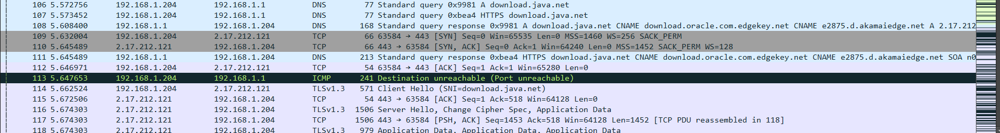 106 5.572756 192.168.1.204 192.168.1.1 DNS 77 Standard query 0x9981 A download.java.net
107 5.573452 192.168.1.204 192.168.1.1 DNS 77 Standard query 0xbea4 HTTPS download.java.net
108 5.608400 192.168.1.1 192.168.1.204 DNS 168 Standard query response 0x9981 A download.java.net CNAME download.oracle.com.edgekey.net CNAME e2875.d.akamaiedge.net A 2.17.212
109 5.632004 192.168.1.204 2.17.212.121 TCP 66 63584 → 443 [SYN] Seq=0 Win=65535 Len=0 MSS=1460 WS=256 SACK_PERM
110 5.645489 2.17.212.121 192.168.1.204 TCP 66 443 → 63584 [SYN, ACK] Seq=0 Ack=1 Win=64240 Len=0 MSS=1452 SACK_PERM WS=128
111 5.645489 192.168.1.1 192.168.1.204 DNS 213 Standard query response 0xbea4 HTTPS download.java.net CNAME download.oracle.com.edgekey.net CNAME e2875.d.akamaiedge.net SOA n0
112 5.646971 192.168.1.204 2.17.212.121 TCP 54 63584 → 443 [ACK] Seq=1 Ack=1 Win=65280 Len=0
113 5.647653 192.168.1.204 192.168.1.1 ICMP 241 Destination unreachable (Port unreachable)
114 5.662524 192.168.1.204 2.17.212.121 TLSv1.3 571 Client Hello (SNI=download.java.net)
115 5.672506 2.17.212.121 192.168.1.204 TCP 54 443 → 63584 [ACK] Seq=1 Ack=518 Win=64128 Len=0
116 5.674303 2.17.212.121 192.168.1.204 TLSv1.3 1506 Server Hello, Change Cipher Spec, Application Data
117 5.674303 2.17.212.121 192.168.1.204 TCP 1506 443 → 63584 [PSH, ACK] Seq=1453 Ack=518 Win=64128 Len=1452 [TCP PDU reassembled in 118]
118 5.674303 2.17.212.121 192.168.1.204 TLSv1.3 979 Application Data, Application Data, Application Data